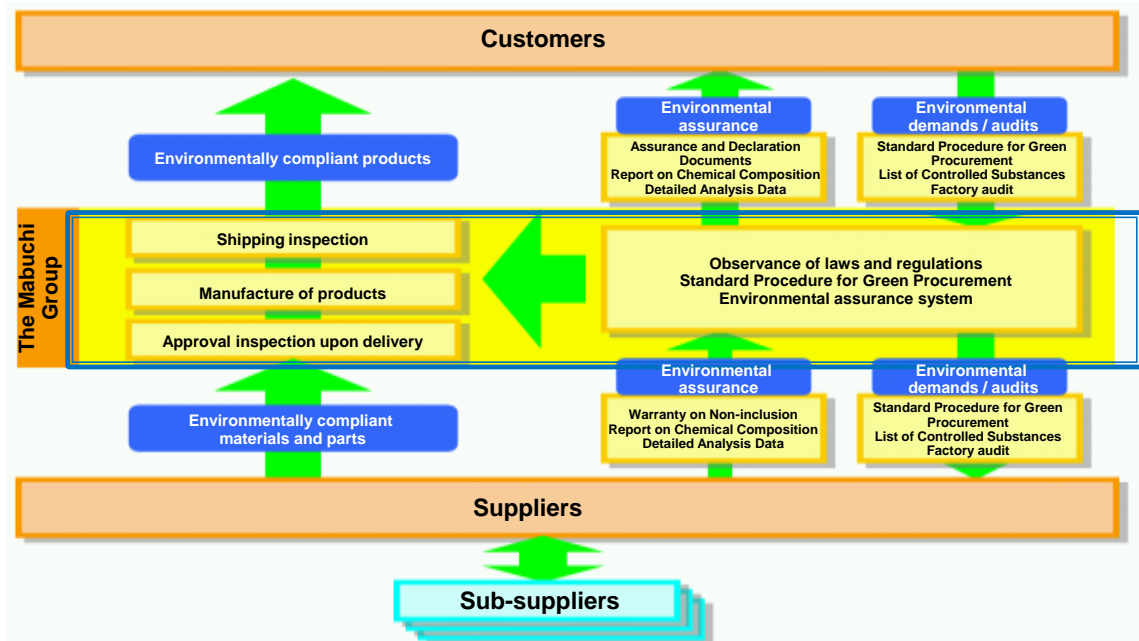 Customers
Environmentally compliant products
Environmental
assurance
Assurance and Declaration
Documents
Report on Chemical Composition
Detailed Analysis Data
Environmental
demands / audits
Standard Procedure for Green
Procurement
List of Controlled Substances
Factory audit
The Mabuchi
Group
Shipping inspection
Manufacture of products
Approval inspection upon delivery
Observance of laws and regulations
Standard Procedure for Green Procurement
Environmental assurance system
Environmentally compliant
materials and parts
Environmental
assurance
Warranty on Non-inclusion
Report on Chemical Composition
Detailed Analysis Data
Environmental
demands / audits
Standard Procedure for Green
Procurement
List of Controlled Substances
Factory audit
Suppliers
Sub-suppliers